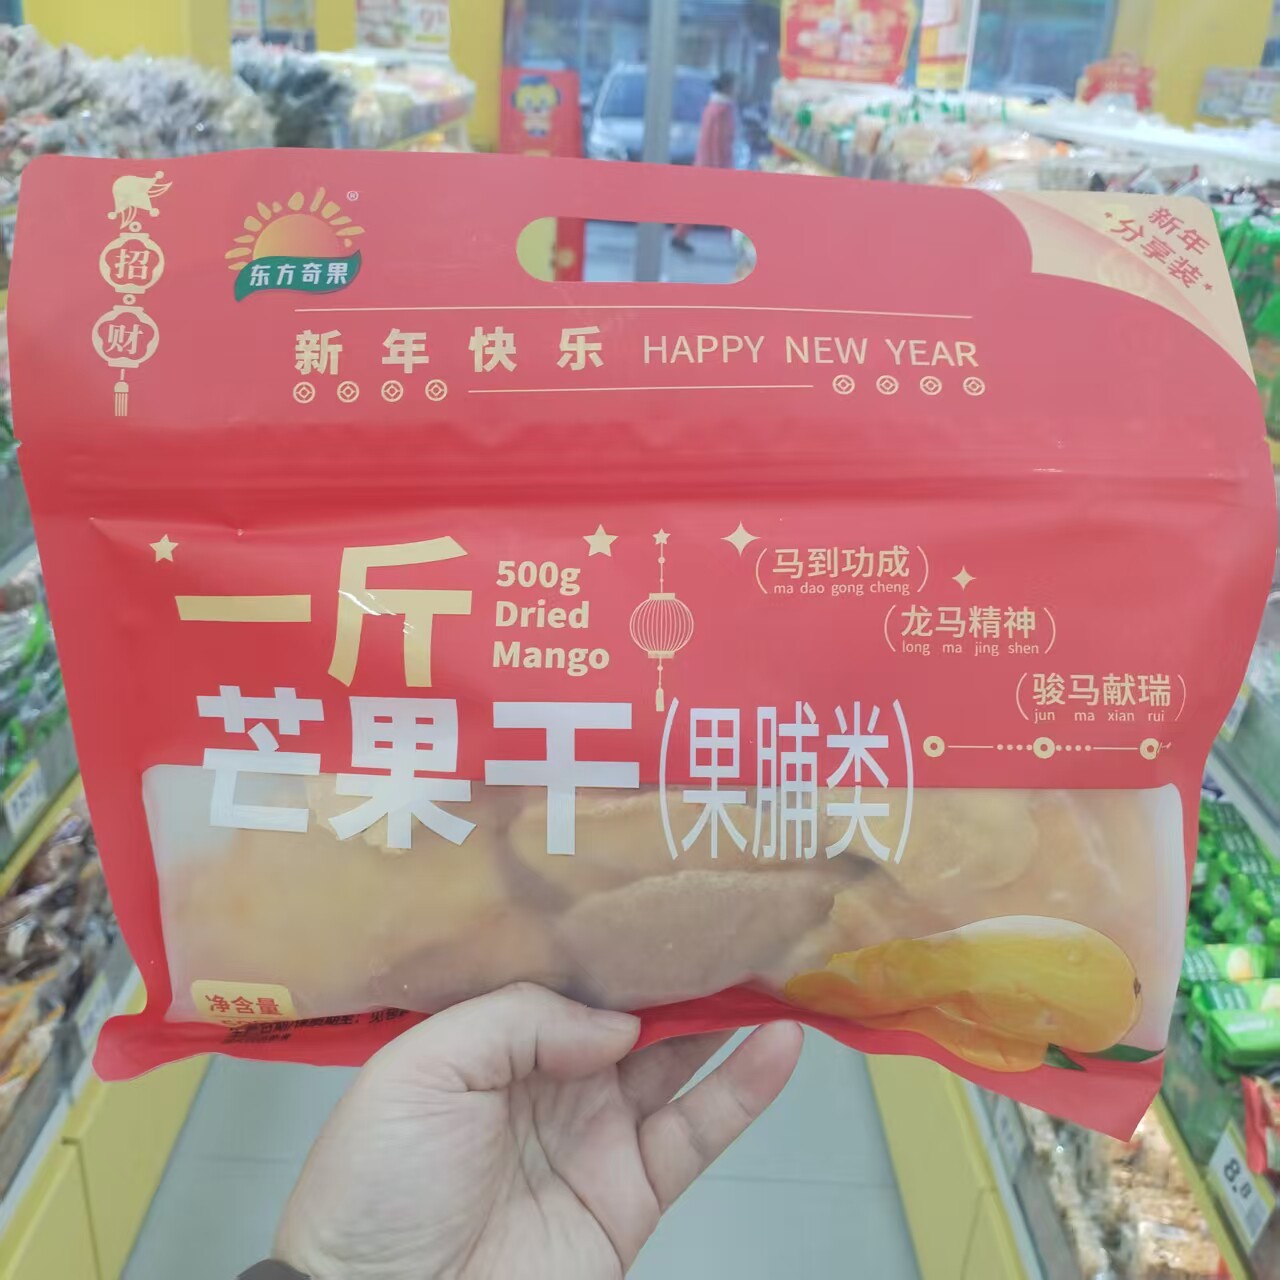 招
财
东方奇果
®
新年
分享装
新年快乐 HAPPY NEW YEAR
一斤
500g
Dried
Mango
芒果干(果脯类)
(马到功成)
ma dao gong cheng
(龙马精神)
long ma jing shen
(骏马献瑞)
jun ma xian rui
净含量
8.8